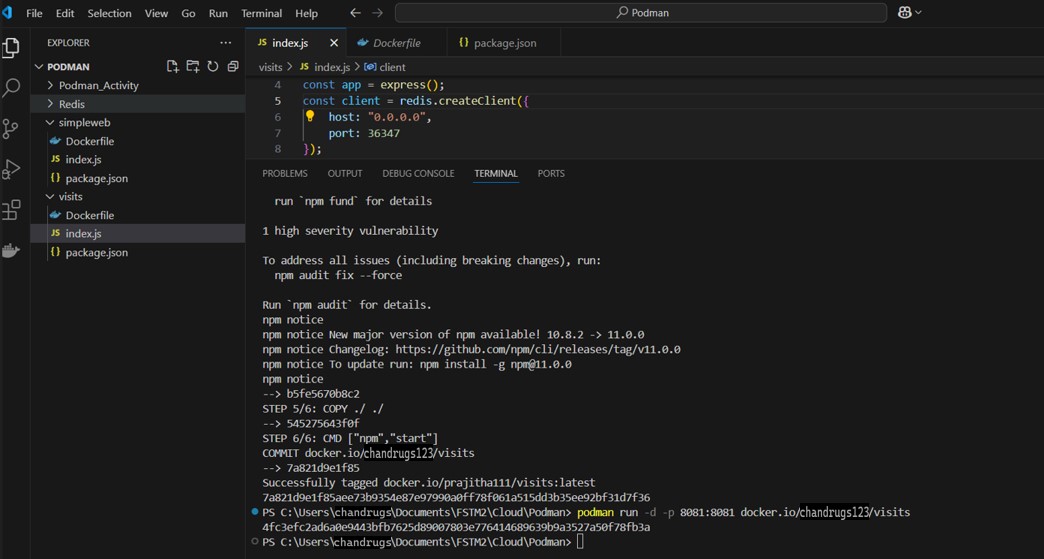 File Edit Selection View Go Run Terminal Help
Podman
EXPLORER
PODMAN
Podman_Activity
Redis
simpleweb
Dockerfile
JS index.js
{} package.json
visits
Dockerfile
JS index.js
{} package.json
JS index.js
Dockerfile
{} package.json
visits > JS index.js > client
4 const app = express();
5 const client = redis.createClient({
6 host: "0.0.0.0",
7 port: 36347
8 });
PROBLEMS OUTPUT DEBUG CONSOLE TERMINAL PORTS
run `npm fund` for details
1 high severity vulnerability
To address all issues (including breaking changes), run:
npm audit fix --force
Run `npm audit` for details.
npm notice
npm notice New major version of npm available! 10.8.2 -> 11.0.0
npm notice Changelog: https://github.com/npm/cli/releases/tag/v11.0.0
npm notice To update run: npm install -g npm@11.0.0
npm notice
--> b5fe5670b8c2
STEP 5/6: COPY ./ ./
--> 545275643f0f
STEP 6/6: CMD ["npm","start"]
COMMIT docker.io/chandrugs123/visits
--> 7a821d9e1f85
Successfully tagged docker.io/prajitha111/visits:latest
7a821d9e1f85aee73b9354e87e97990a0ff78f061a515dd3b35ee92bf31d7f36
PS C:\Users\chandrugs\Documents\FSTM2\Cloud\Podman> podman run -d -p 8081:8081 docker.io/chandrugs123/visits
4fc3efc2ad6a0e9443bfb7625d89007803e776414689639b9a3527a50f78fb3a
PS C:\Users\chandrugs\Documents\FSTM2\Cloud\Podman>